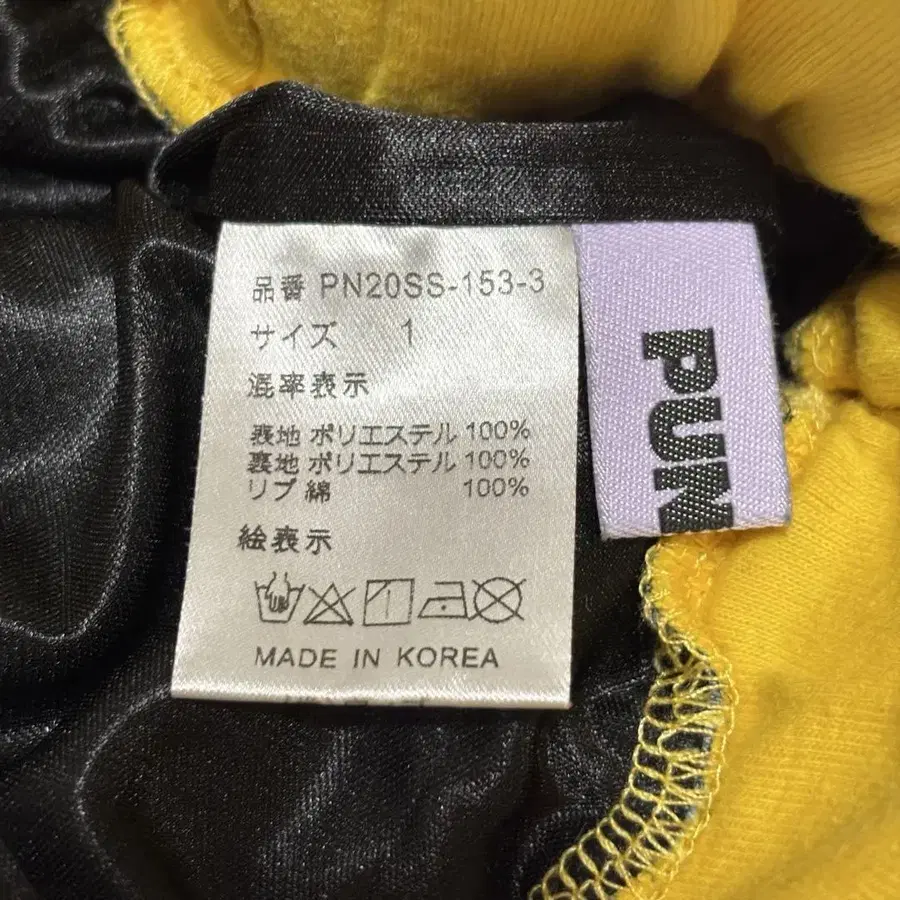 品番 PN20SS-153-3
サイズ 1
混率表示
表地 ポリエステル 100%
裏地 ポリエステル 100%
リブ 綿 100%
絵表示
MADE IN KOREA
PUN